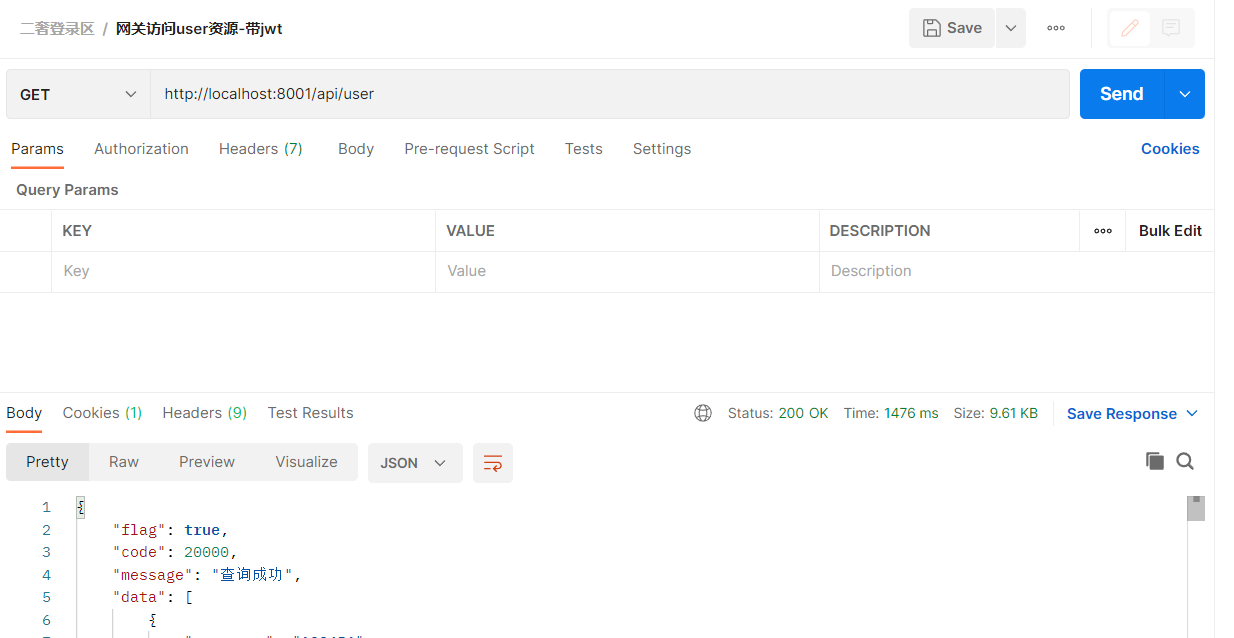 二奢登录区 / 网关访问user资源-带jwt
Save
GET http://localhost:8001/api/user Send
Params Authorization Headers (7) Body Pre-request Script Tests Settings Cookies
Query Params
KEY VALUE DESCRIPTION Bulk Edit
Key Value Description
Body Cookies (1) Headers (9) Test Results Status: 200 OK Time: 1476 ms Size: 9.61 KB Save Response
Pretty Raw Preview Visualize JSON
1 {
2 "flag": true,
3 "code": 20000,
4 "message": "查询成功",
5 "data": [
6 {